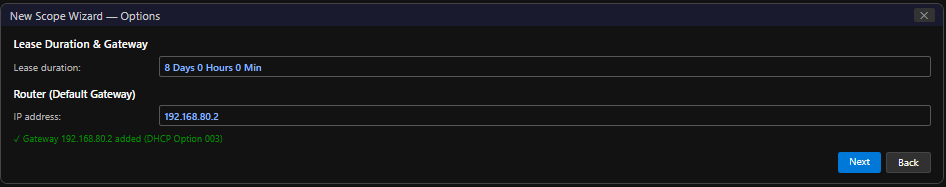 New Scope Wizard — Options
Lease Duration & Gateway
Lease duration: 8 Days 0 Hours 0 Min
Router (Default Gateway)
IP address: 192.168.80.2
✓ Gateway 192.168.80.2 added (DHCP Option 003)
Next Back